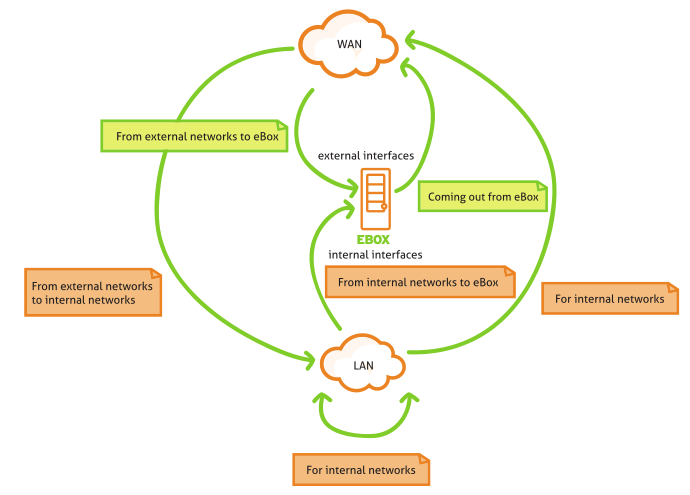 WAN
From external networks to eBox
external interfaces
Coming out from eBox
EBOX
internal interfaces
From external networks
to internal networks
From internal networks to eBox
For internal networks
LAN
For internal networks